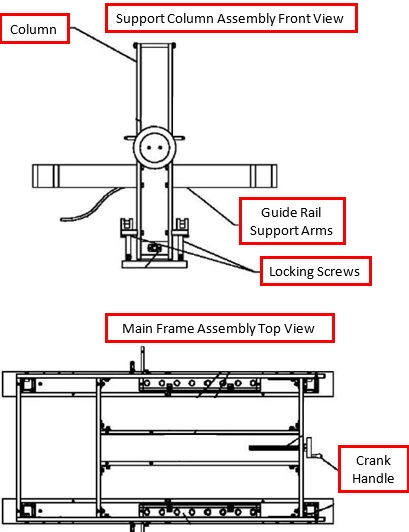 Support Column Assembly Front View
Column
Guide Rail
Support Arms
Locking Screws
Main Frame Assembly Top View
Crank
Handle